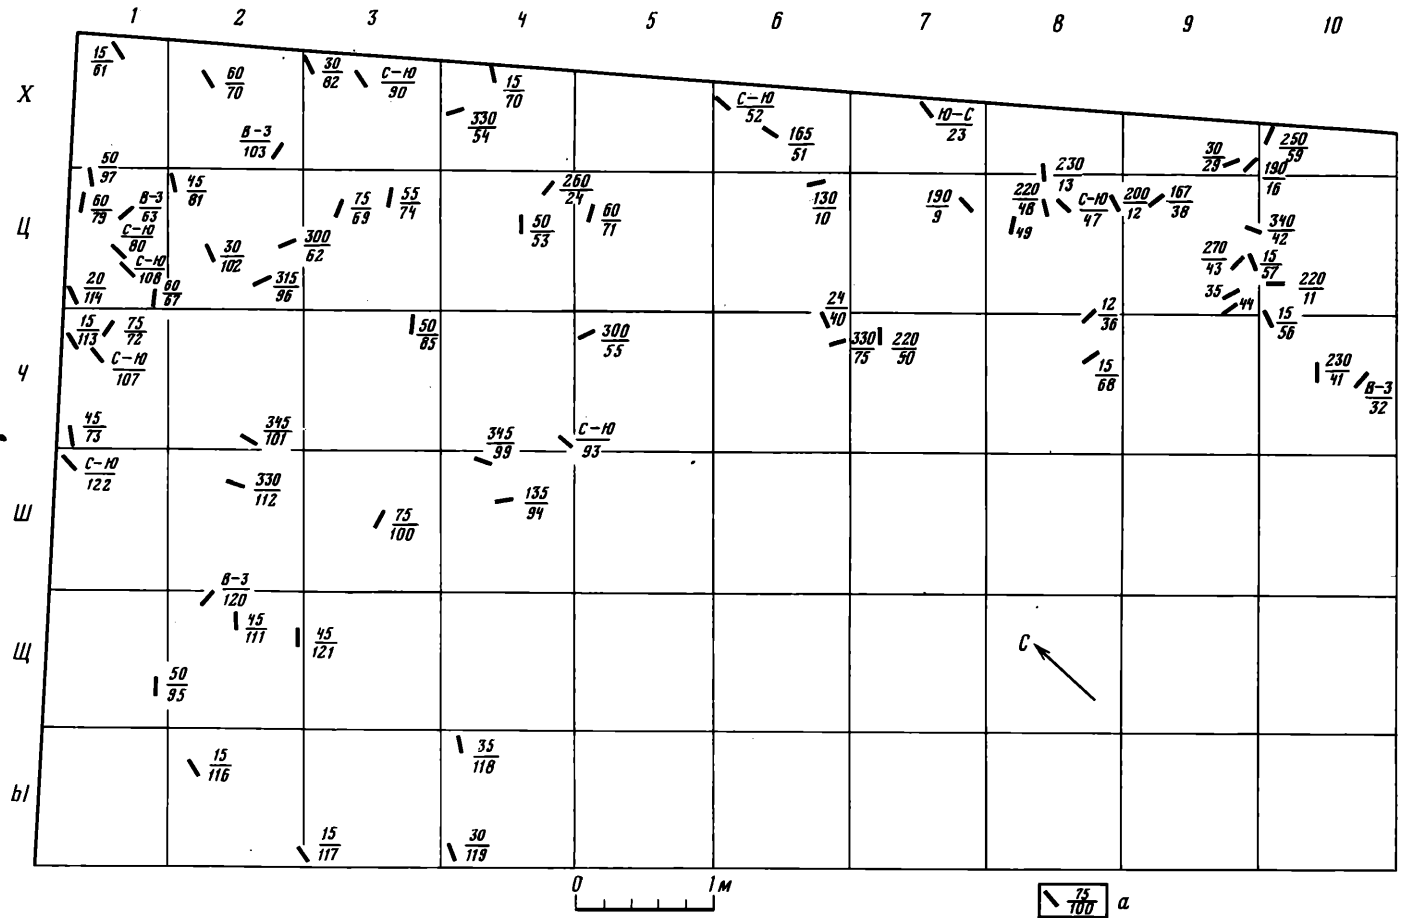 1 2 3 4 5 6 7 8 9 10
Х
15/61
60/70
В-З/103
30/82
С-Ю/90
15/70
330/54
С-Ю/52
165/51
Ю-С/23
30/29
250/59
190/16
Ц
50/97
60/79
В-З/63
С-Ю/80
С-Ю/108
20/114
60/67
45/81
30/102
300/62
315/96
75/69
55/74
260/24
50/53
60/71
130/10
190/9
230/13
220/48
49
С-Ю/47
200/12
167/38
340/42
270/43
15/57
220/11
35
44
Ч
15/113
75/72
С-Ю/107
45/73
345/101
50/85
300/55
24/40
330/75
220/50
12/36
15/68
15/56
230/41
В-З/32
345/99
С-Ю/93
Ш
С-Ю/122
330/112
75/100
135/94
Щ
В-З/120
45/111
45/121
50/95
С
Ы
15/116
35/118
15/117
30/119
0 1 м
75/100 а